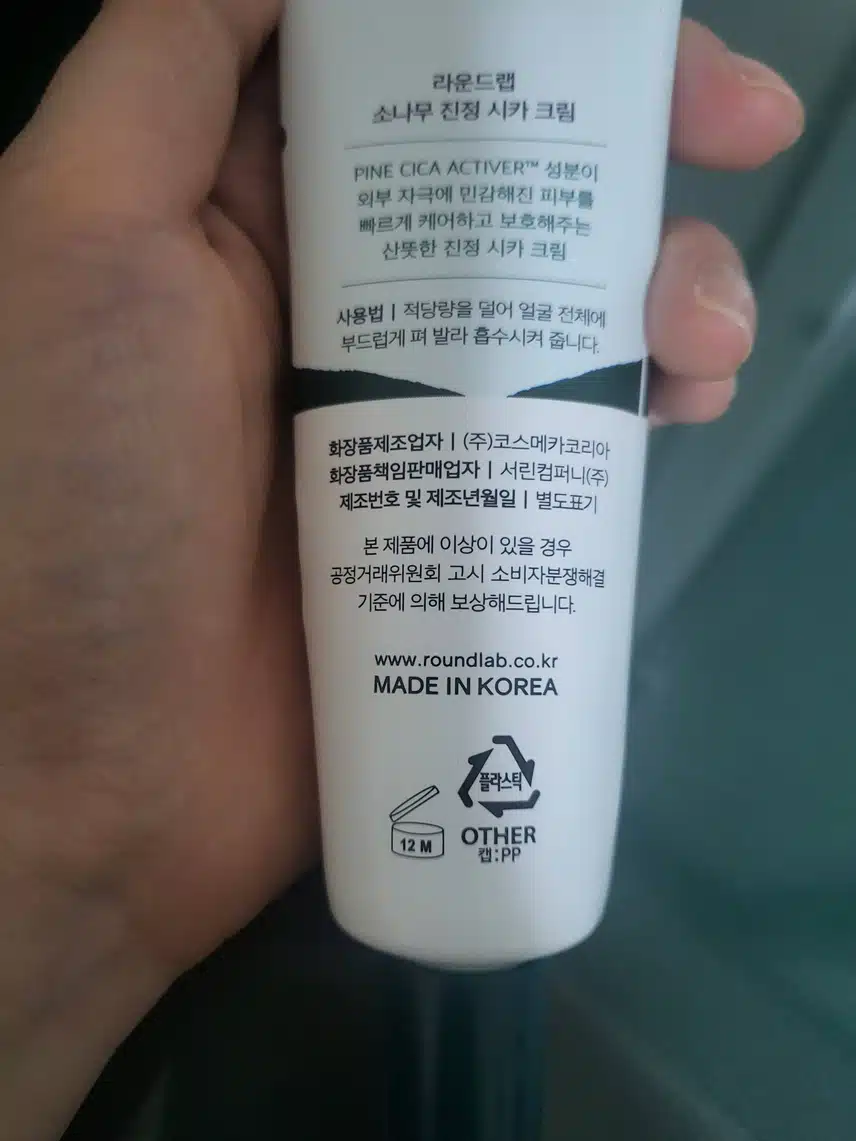 라운드랩
소나무 진정 시카 크림
PINE CICA ACTIVER™ 성분이
외부 자극에 민감해진 피부를
빠르게 케어하고 보호해주는
산뜻한 진정 시카 크림
사용법 | 적당량을 덜어 얼굴 전체에
부드럽게 펴 발라 흡수시켜 줍니다.
화장품제조업자 | (주)코스메카코리아
화장품책임판매업자 | 서린컴퍼니(주)
제조번호 및 제조년월일 | 별도표기
본 제품에 이상이 있을 경우
공정거래위원회 고시 소비자분쟁해결
기준에 의해 보상해드립니다.
www.roundlab.co.kr
MADE IN KOREA
플라스틱
12 M
OTHER
캡:PP